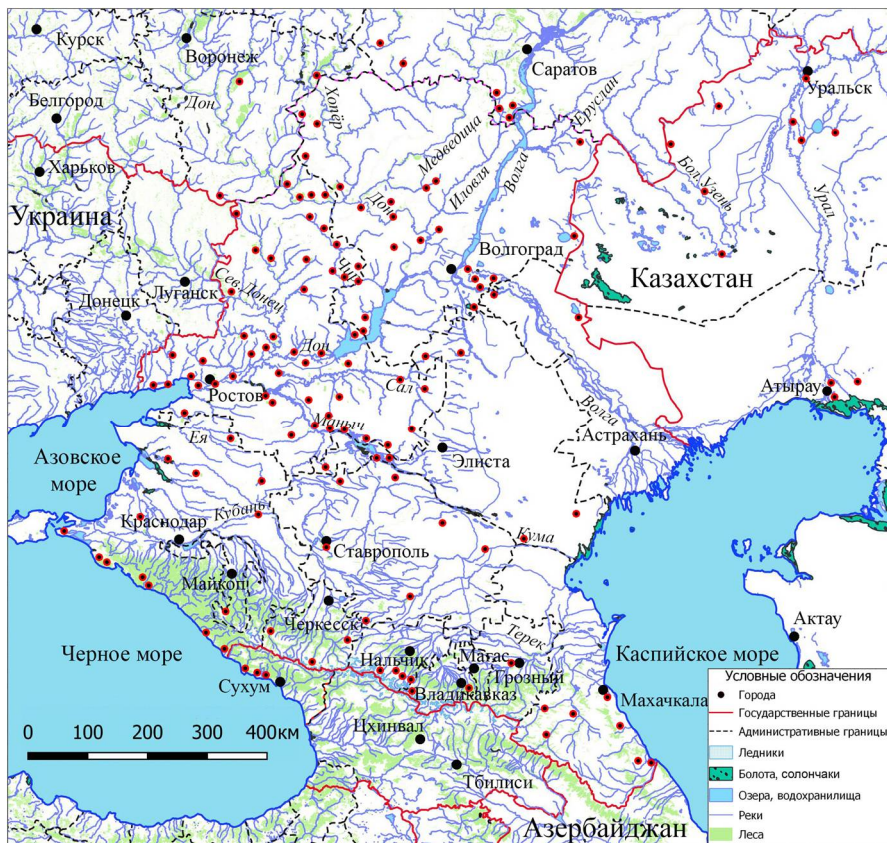 Курск
Воронеж
Саратов
Уральск
Белгород
Дон
Хопёр
Медведица
Еруслан
Харьков
Иловля
Волга
Бол.Узень
Урал
Украина
Дон
Волгоград
Казахстан
Чир
Луганск
Сев. Донец
Донецк
Дон
Сал
Ростов
Атырау
Волга
Маныч
Астрахань
Ея
Элиста
Азовское
море
Кубань
Краснодар
Кума
Ставрополь
Майкоп
Черкесск
Актау
Терек
Черное море
Нальчик
Магас
Грозный
Каспийское море
Сухум
Владикавказ
Махачкала
Цхинвал
0 100 200 300 400км
Тбилиси
Азербайджан
Условные обозначения
Города
Государственные границы
Административные границы
Ледники
Болота, солончаки
Озера, водохранилища
Реки
Леса